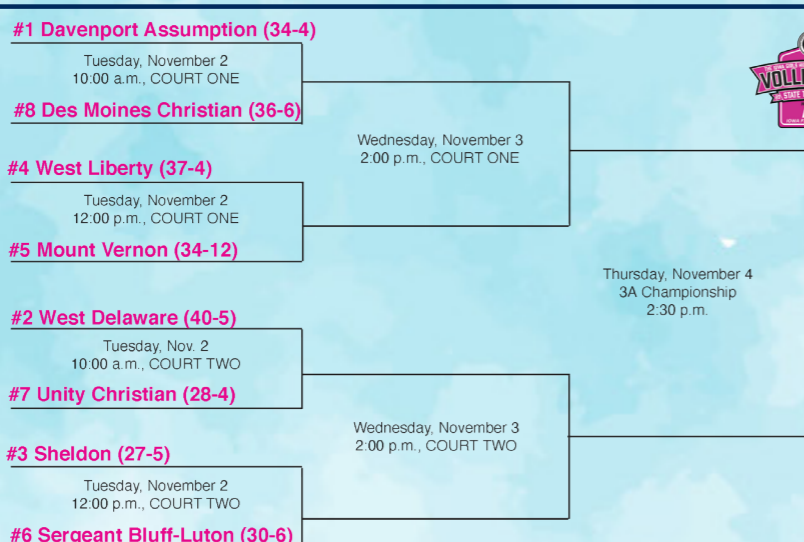 #1 Davenport Assumption (34-4)
Tuesday, November 2
10:00 a.m., COURT ONE
#8 Des Moines Christian (36-6)
Wednesday, November 3
2:00 p.m., COURT ONE
#4 West Liberty (37-4)
Tuesday, November 2
12:00 p.m., COURT ONE
#5 Mount Vernon (34-12)
Thursday, November 4
3A Championship
2:30 p.m.
#2 West Delaware (40-5)
Tuesday, Nov. 2
10:00 a.m., COURT TWO
#7 Unity Christian (28-4)
Wednesday, November 3
2:00 p.m., COURT TWO
#3 Sheldon (27-5)
Tuesday, November 2
12:00 p.m., COURT TWO
#6 Sergeant Bluff-Luton (30-6)